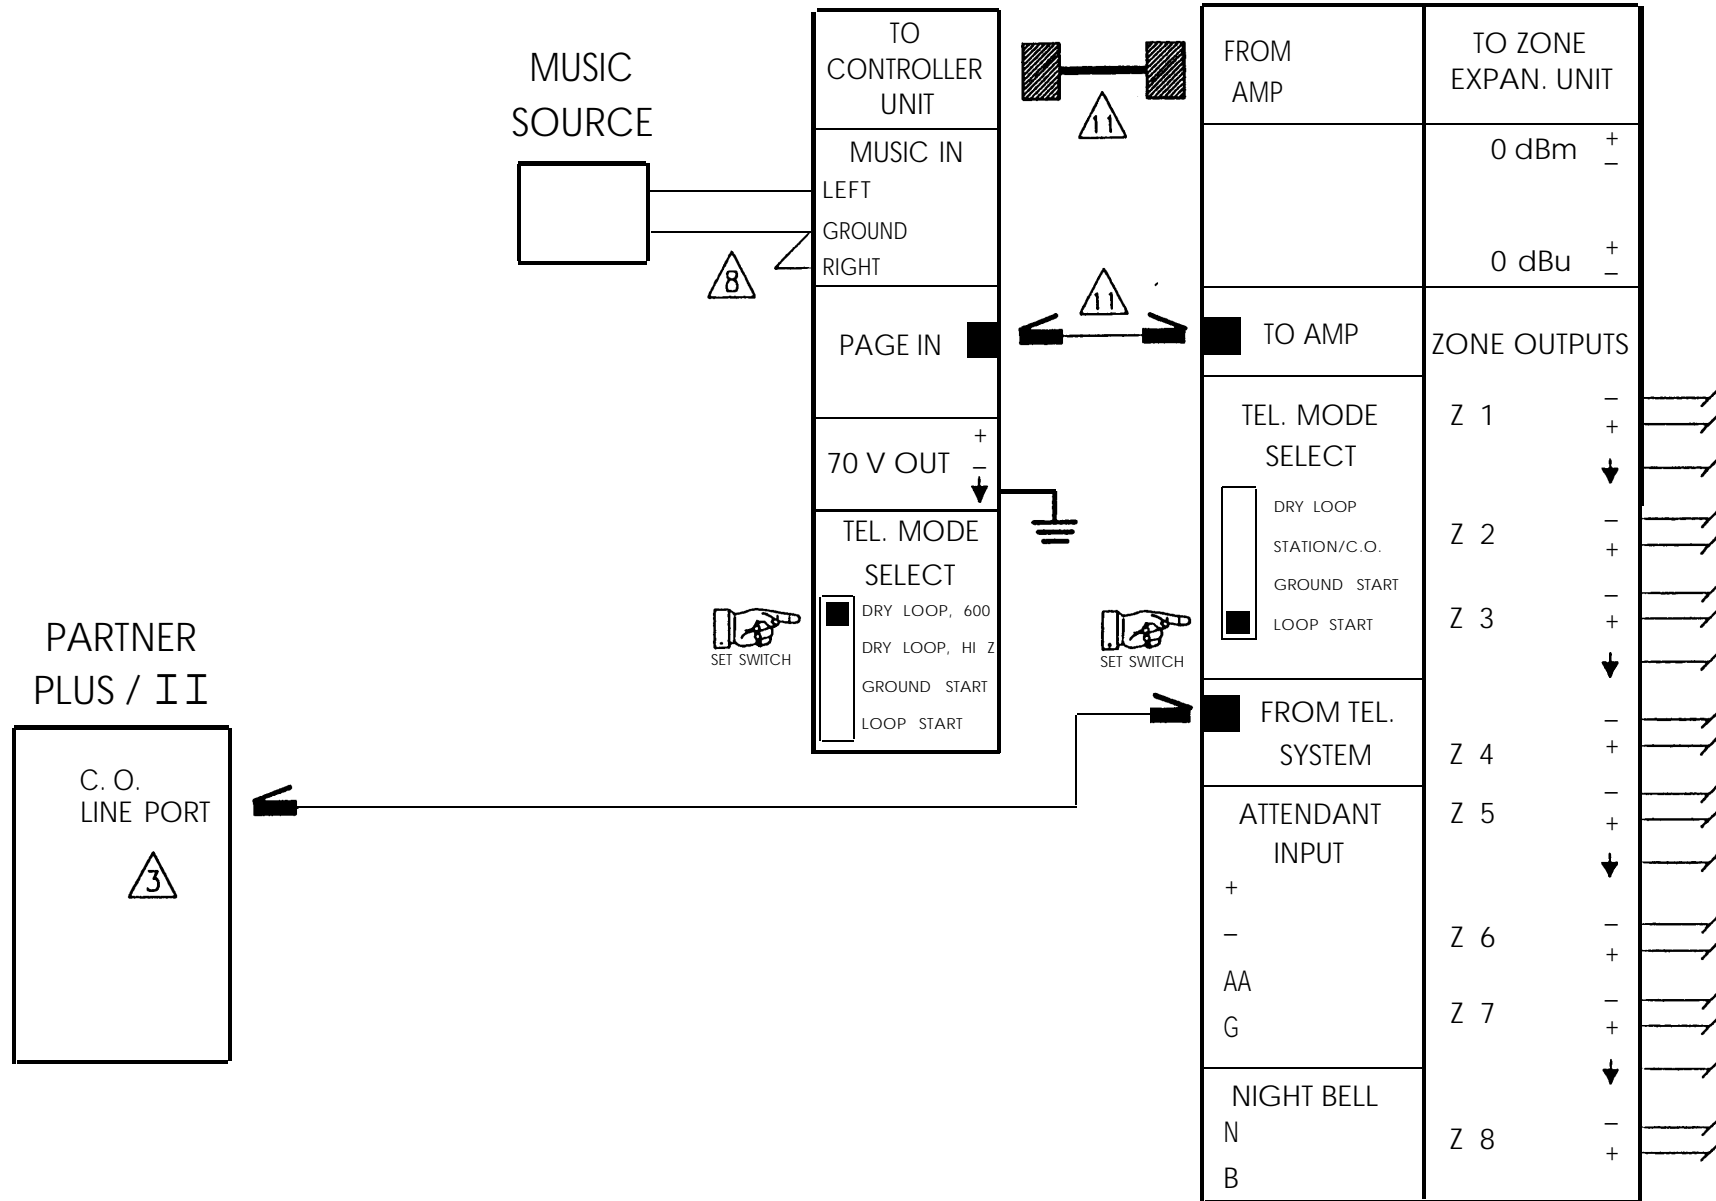 MUSIC
SOURCE
8
PARTNER
PLUS / II
C. O.
LINE PORT
3
TO
CONTROLLER
UNIT
MUSIC IN
LEFT
GROUND
RIGHT
PAGE IN
70 V OUT
+
−
TEL. MODE
SELECT
DRY LOOP, 600
DRY LOOP, HI Z
GROUND START
LOOP START
SET SWITCH
11
11
SET SWITCH
FROM
AMP
TO AMP
TEL. MODE
SELECT
DRY LOOP
STATION/C.O.
GROUND START
LOOP START
FROM TEL.
SYSTEM
ATTENDANT
INPUT
+
−
AA
G
NIGHT BELL
N
B
TO ZONE
EXPAN. UNIT
0 dBm +
−
0 dBu +
−
ZONE OUTPUTS
Z 1 −
+
Z 2 −
+
Z 3 −
+
Z 4 −
+
Z 5 −
+
Z 6 −
+
Z 7 −
+
Z 8 −
+